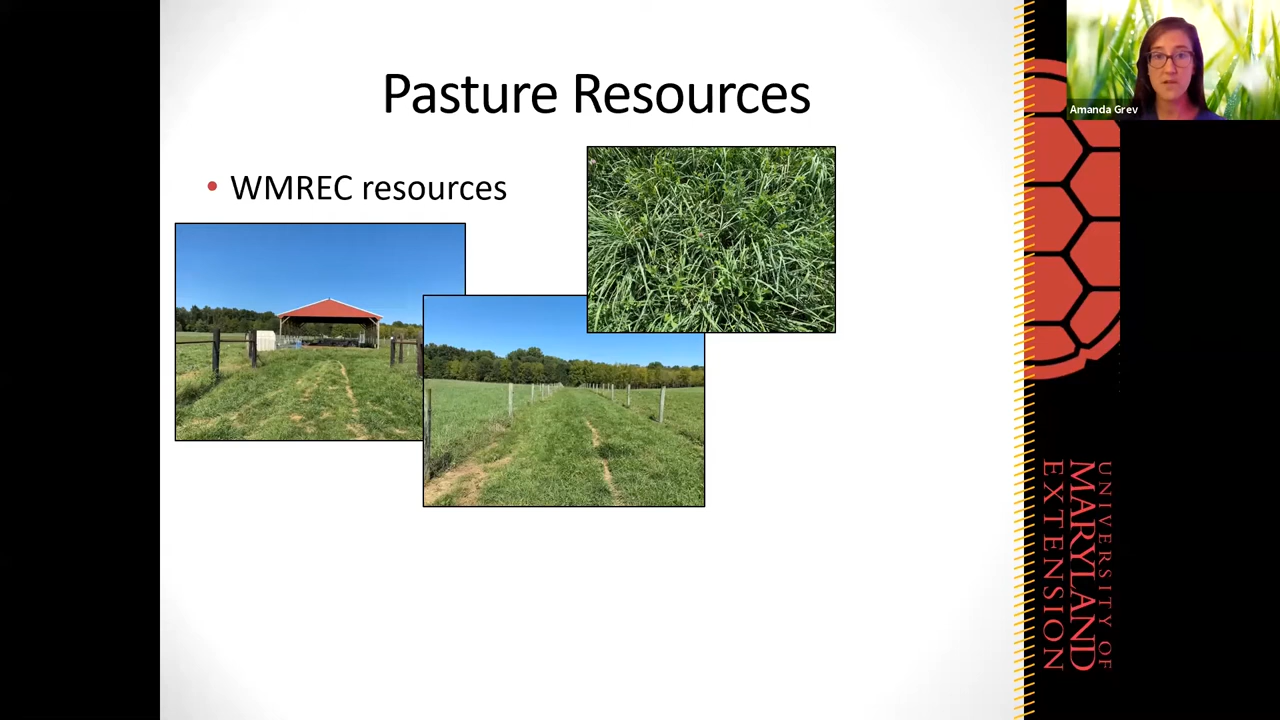 Pasture Resources
• WMREC resources
Amanda Grev
UNIVERSITY OF
MARYLAND
EXTENSION